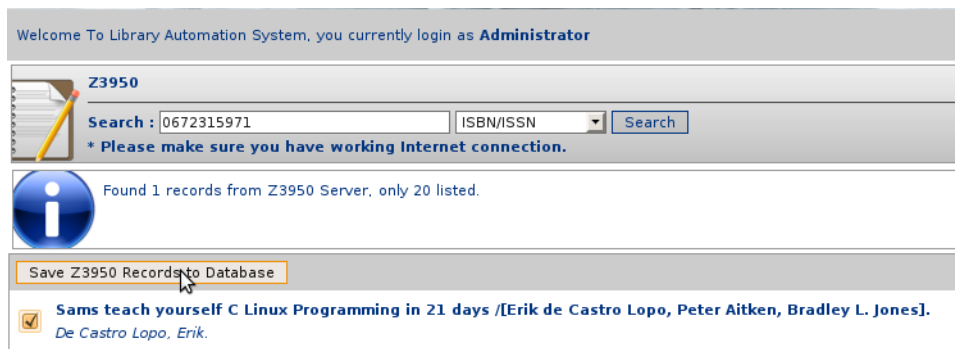 Welcome To Library Automation System, you currently login as Administrator
Z3950
Search : 0672315971 ISBN/ISSN Search
* Please make sure you have working Internet connection.
Found 1 records from Z3950 Server, only 20 listed.
Save Z3950 Records to Database
Sams teach yourself C Linux Programming in 21 days /[Erik de Castro Lopo, Peter Aitken, Bradley L. Jones].
De Castro Lopo, Erik.